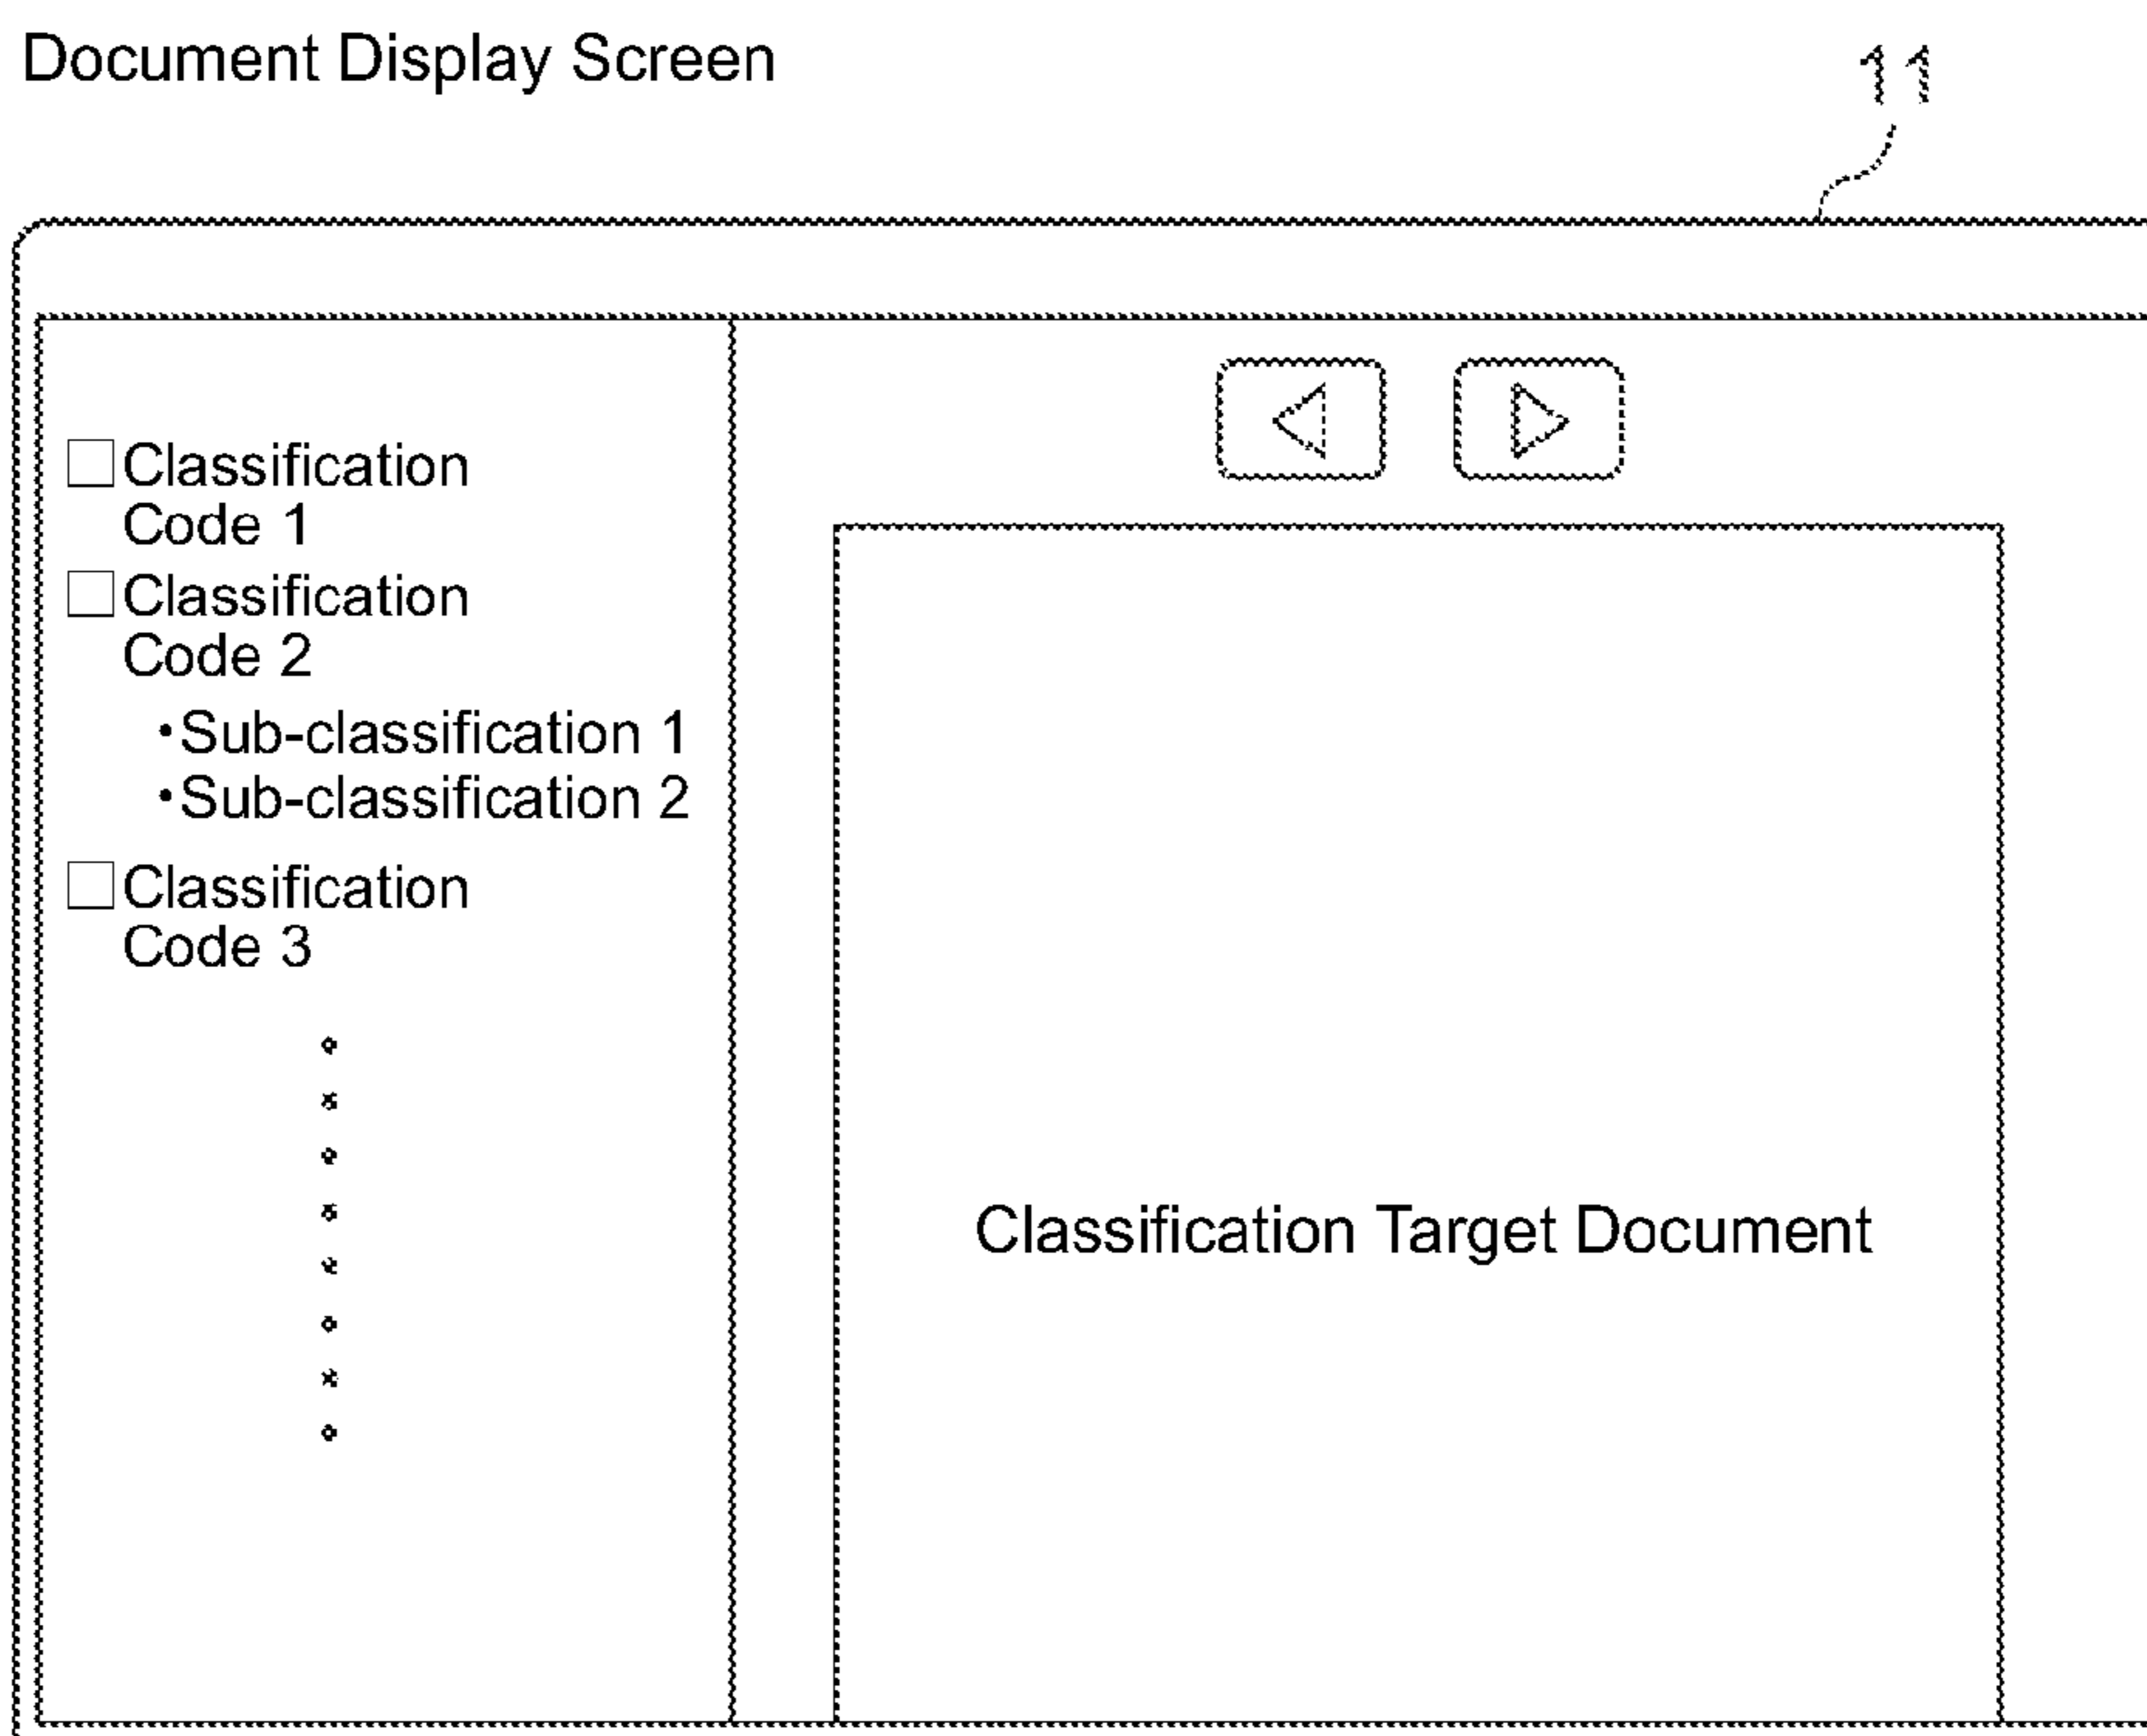 Document Display Screen
11
Classification
Code 1
Classification
Code 2
・Sub-classification 1
・Sub-classification 2
Classification
Code 3
Classification Target Document